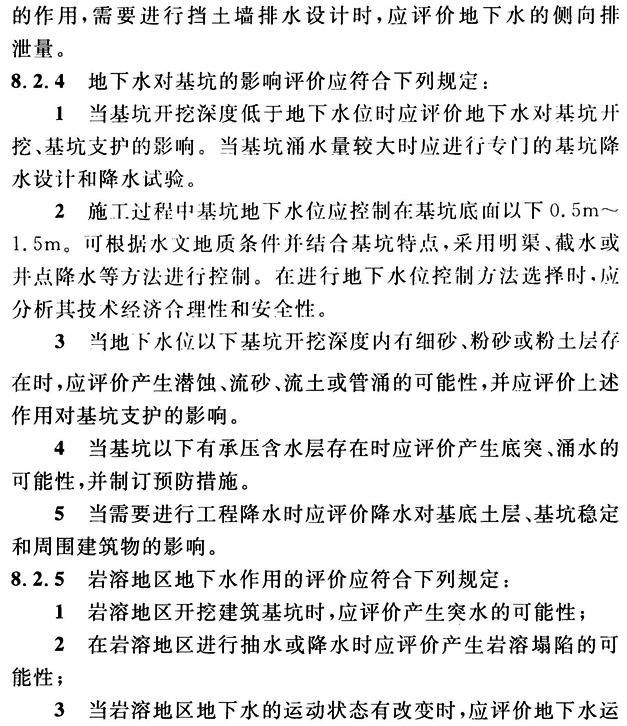 的作用,需要进行挡土墙排水设计时,应评价地下水的侧向排
泄量。
8.2.4 地下水对基坑的影响评价应符合下列规定:
1 当基坑开挖深度低于地下水位时应评价地下水对基坑开
挖、基坑支护的影响。当基坑涌水量较大时应进行专门的基坑降
水设计和降水试验。
2 施工过程中基坑地下水位应控制在基坑底面以下0.5m~
1.5m。可根据水文地质条件并结合基坑特点,采用明渠、截水或
井点降水等方法进行控制。在进行地下水位控制方法选择时,应
分析其技术经济合理性和安全性。
3 当地下水位以下基坑开挖深度内有细砂、粉砂或粉土层存
在时,应评价产生潜蚀、流砂、流土或管涌的可能性,并应评价上述
作用对基坑支护的影响。
4 当基坑以下有承压含水层存在时应评价产生底突、涌水的
可能性,并制订预防措施。
5 当需要进行工程降水时应评价降水对基底土层、基坑稳定
和周围建筑物的影响。
8.2.5 岩溶地区地下水作用的评价应符合下列规定:
1 岩溶地区开挖建筑基坑时,应评价产生突水的可能性;
2 在岩溶地区进行抽水或降水时应评价产生岩溶塌陷的可
能性;
3 当岩溶地区地下水的运动状态有改变时,应评价地下水运